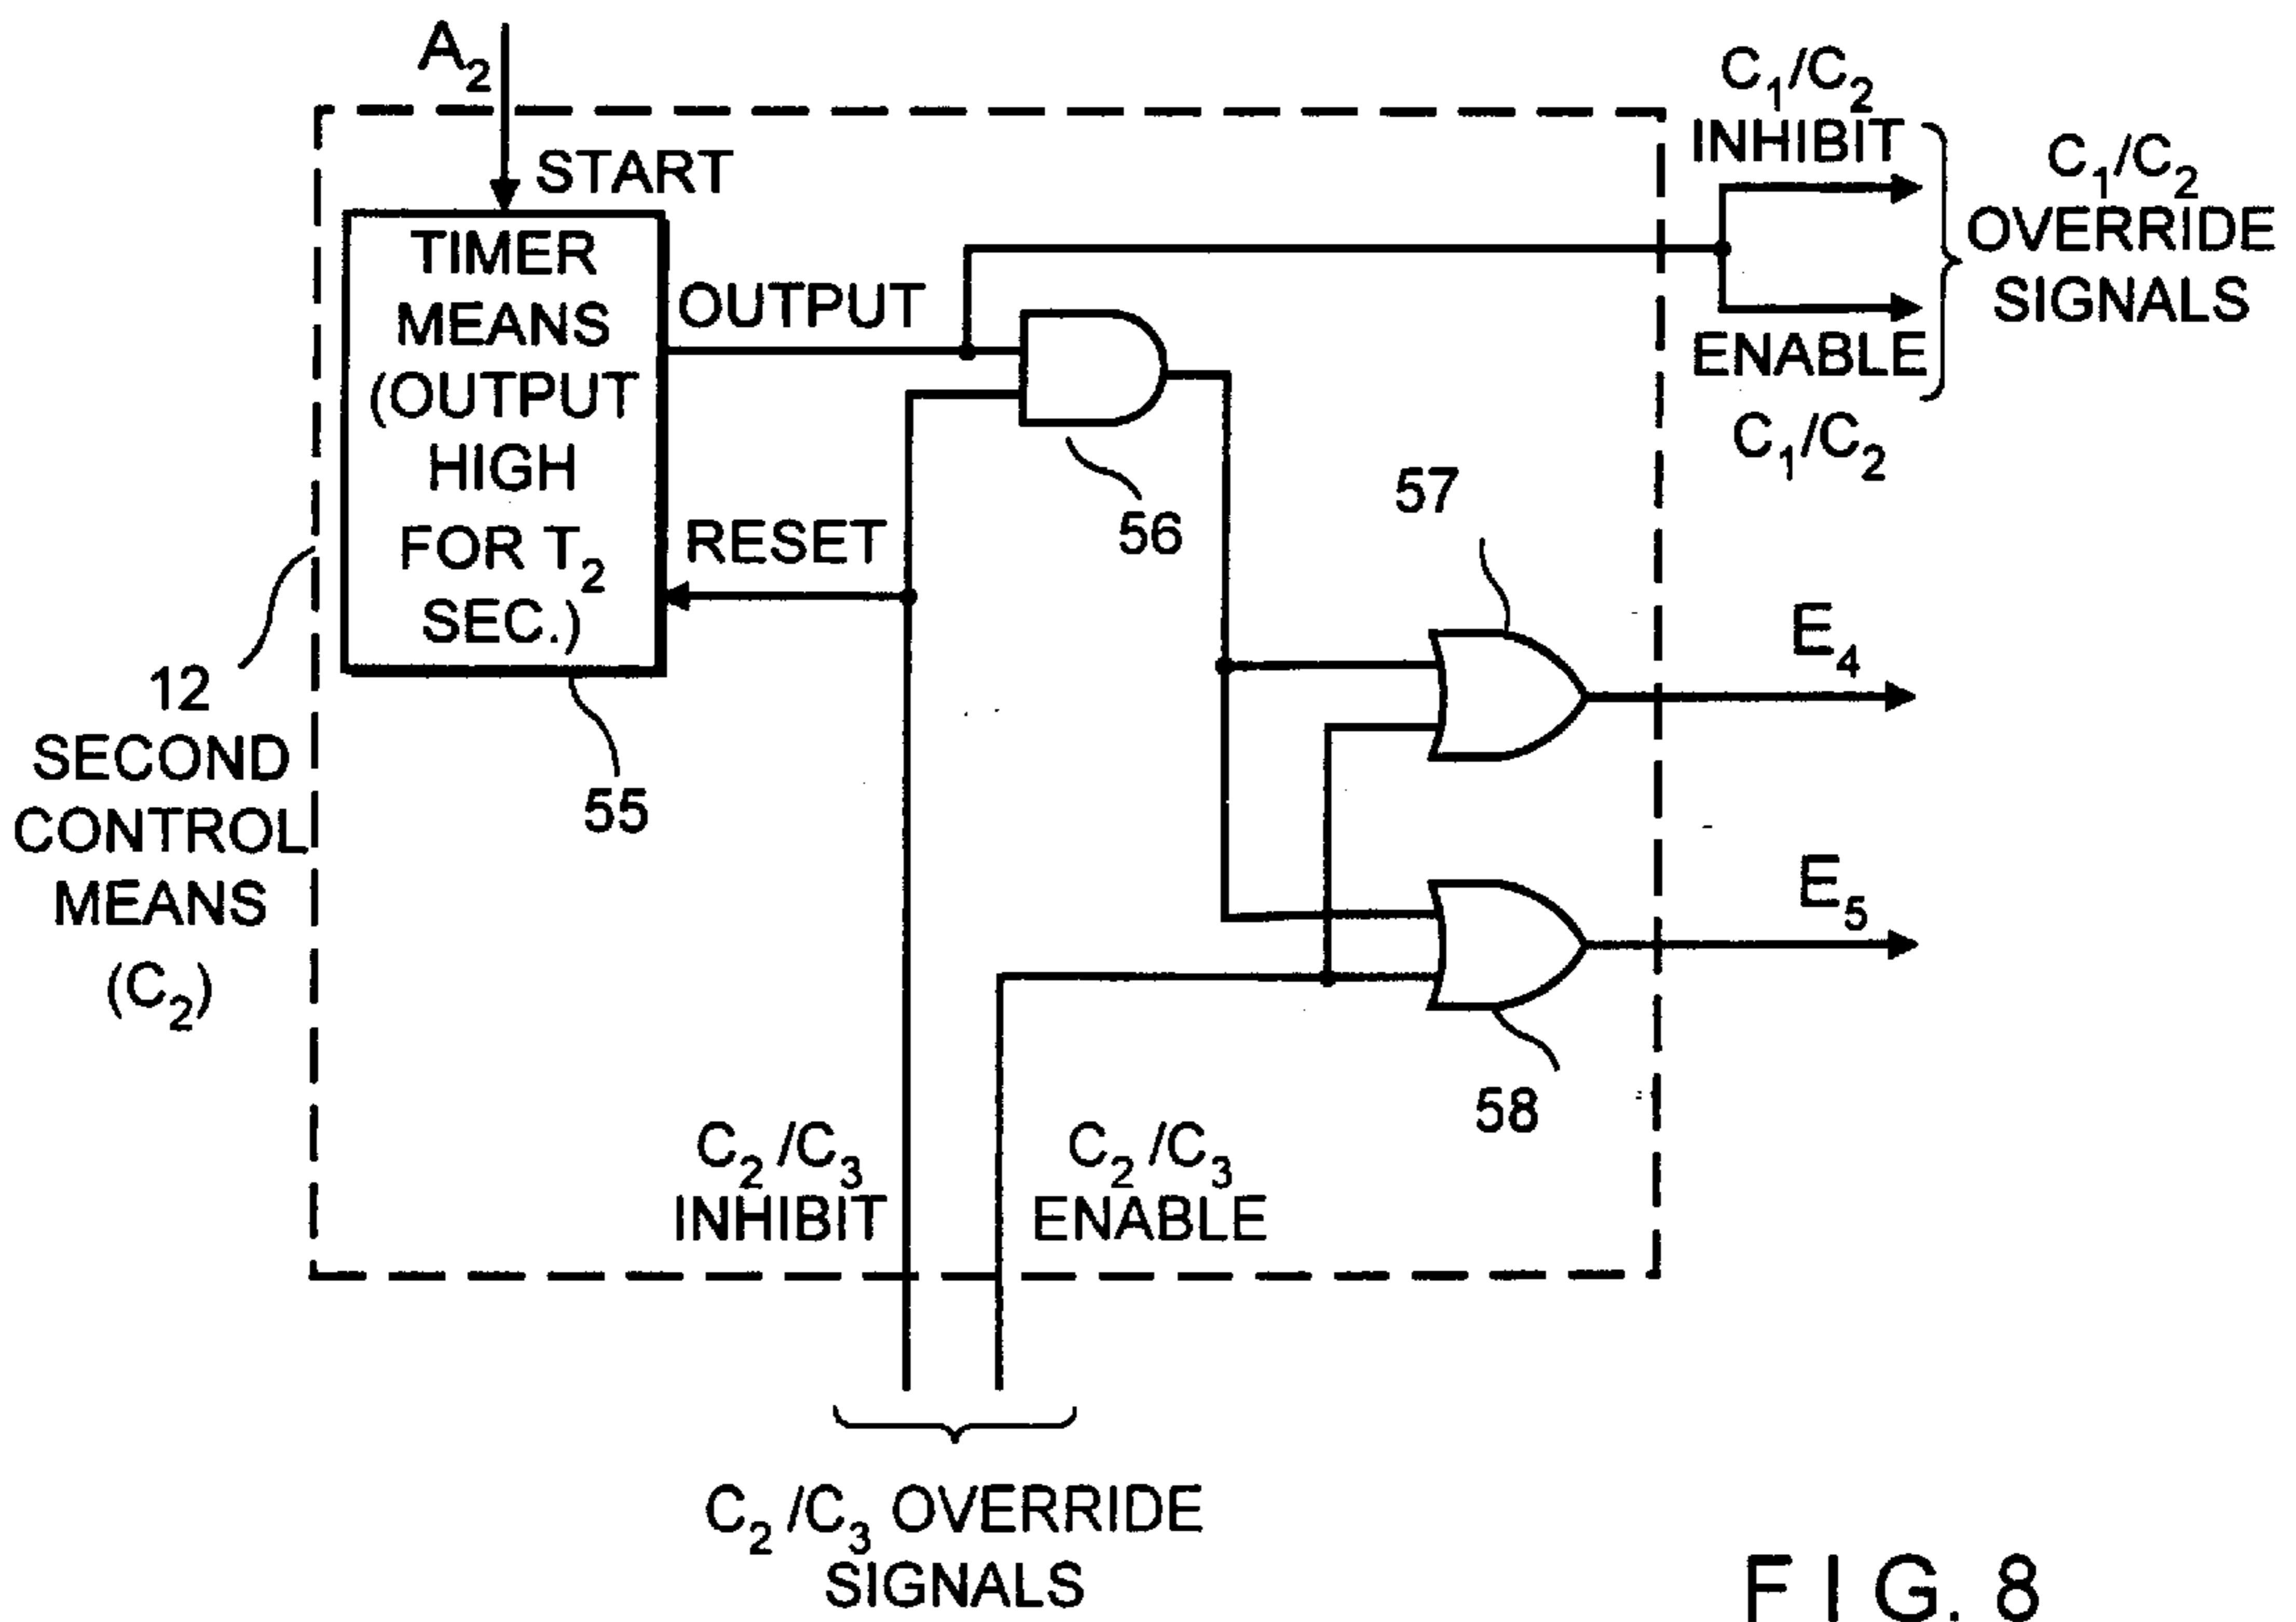 A2
START
TIMER
MEANS
(OUTPUT
HIGH
FOR T2
SEC.)
OUTPUT
RESET
C1/C2
INHIBIT
ENABLE
C1/C2
C1/C2
OVERRIDE
SIGNALS
56
57
E4
12
SECOND
CONTROL
MEANS
(C2)
55
E5
58
C2 /C3
INHIBIT
C2 /C3
ENABLE
C2 /C3 OVERRIDE
SIGNALS
FIG. 8